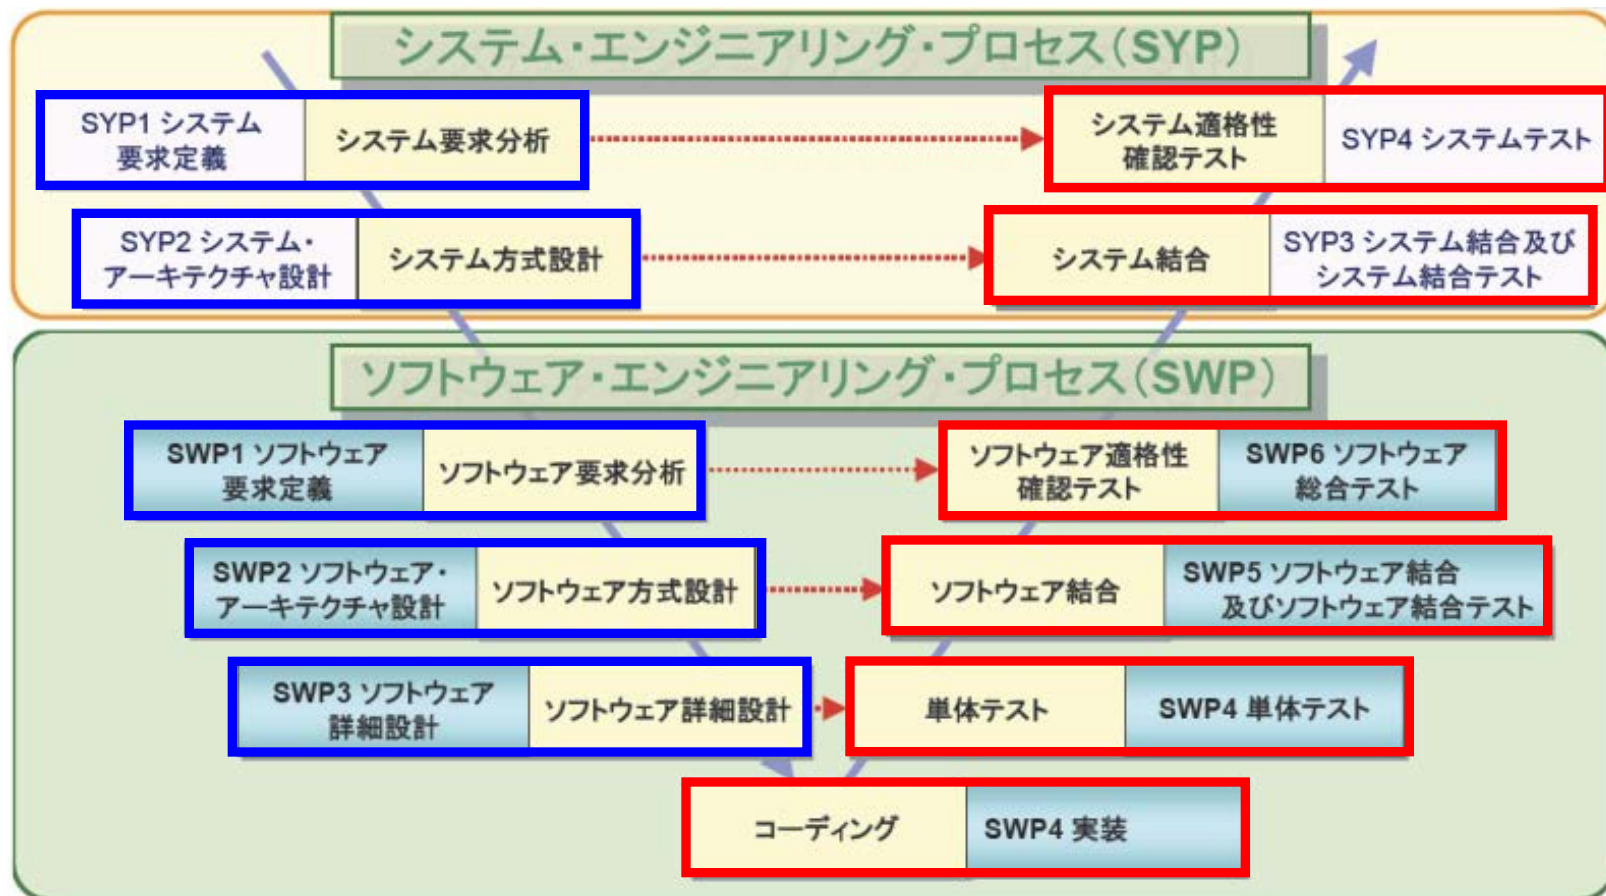 システム・エンジニアリング・プロセス(SYP)
SYP1 システム
要求定義
システム要求分析
システム適格性
確認テスト
SYP4 システムテスト
SYP2 システム・
アーキテクチャ設計
システム方式設計
システム結合
SYP3 システム結合及び
システム結合テスト
ソフトウェア・エンジニアリング・プロセス(SWP)
SWP1 ソフトウェア
要求定義
ソフトウェア要求分析
ソフトウェア適格性
確認テスト
SWP6 ソフトウェア
総合テスト
SWP2 ソフトウェア・
アーキテクチャ設計
ソフトウェア方式設計
ソフトウェア結合
SWP5 ソフトウェア結合
及びソフトウェア結合テスト
SWP3 ソフトウェア
詳細設計
ソフトウェア詳細設計
単体テスト
SWP4 単体テスト
コーディング
SWP4 実装